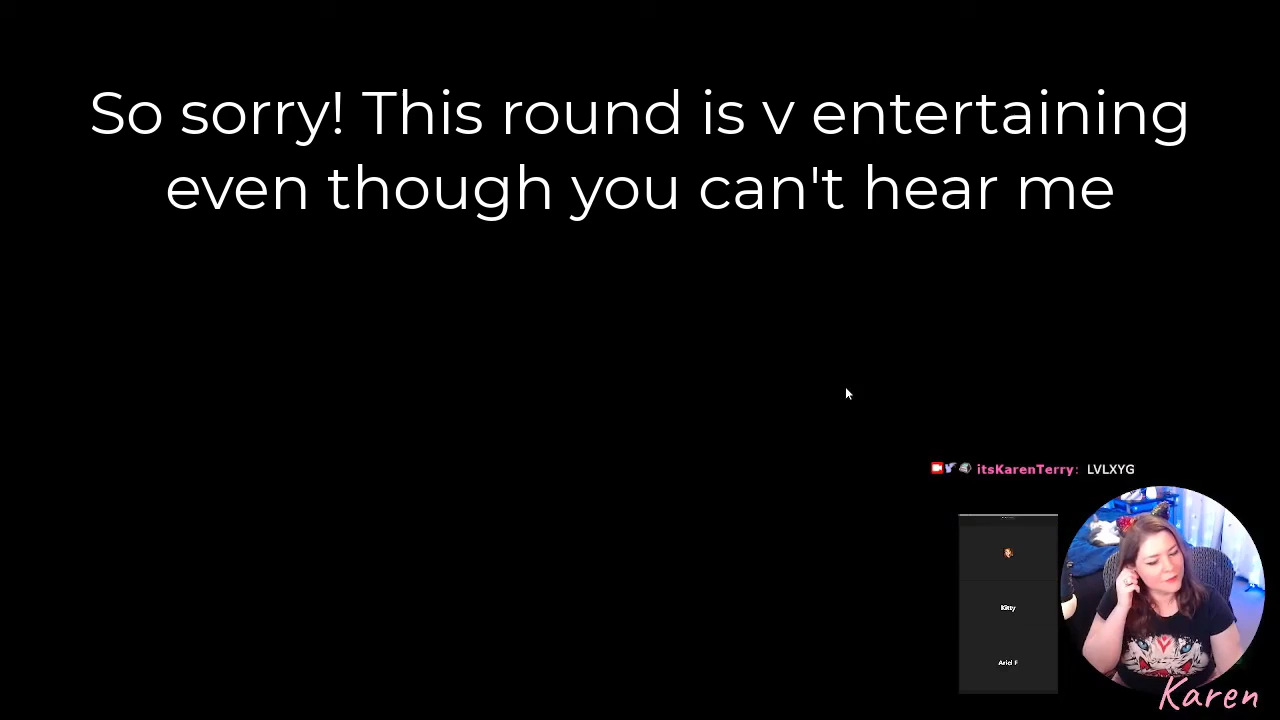 So sorry! This round is v entertaining
even though you can't hear me
itsKarenTerry: LVLXYG
Kitty
Ariel F
Karen